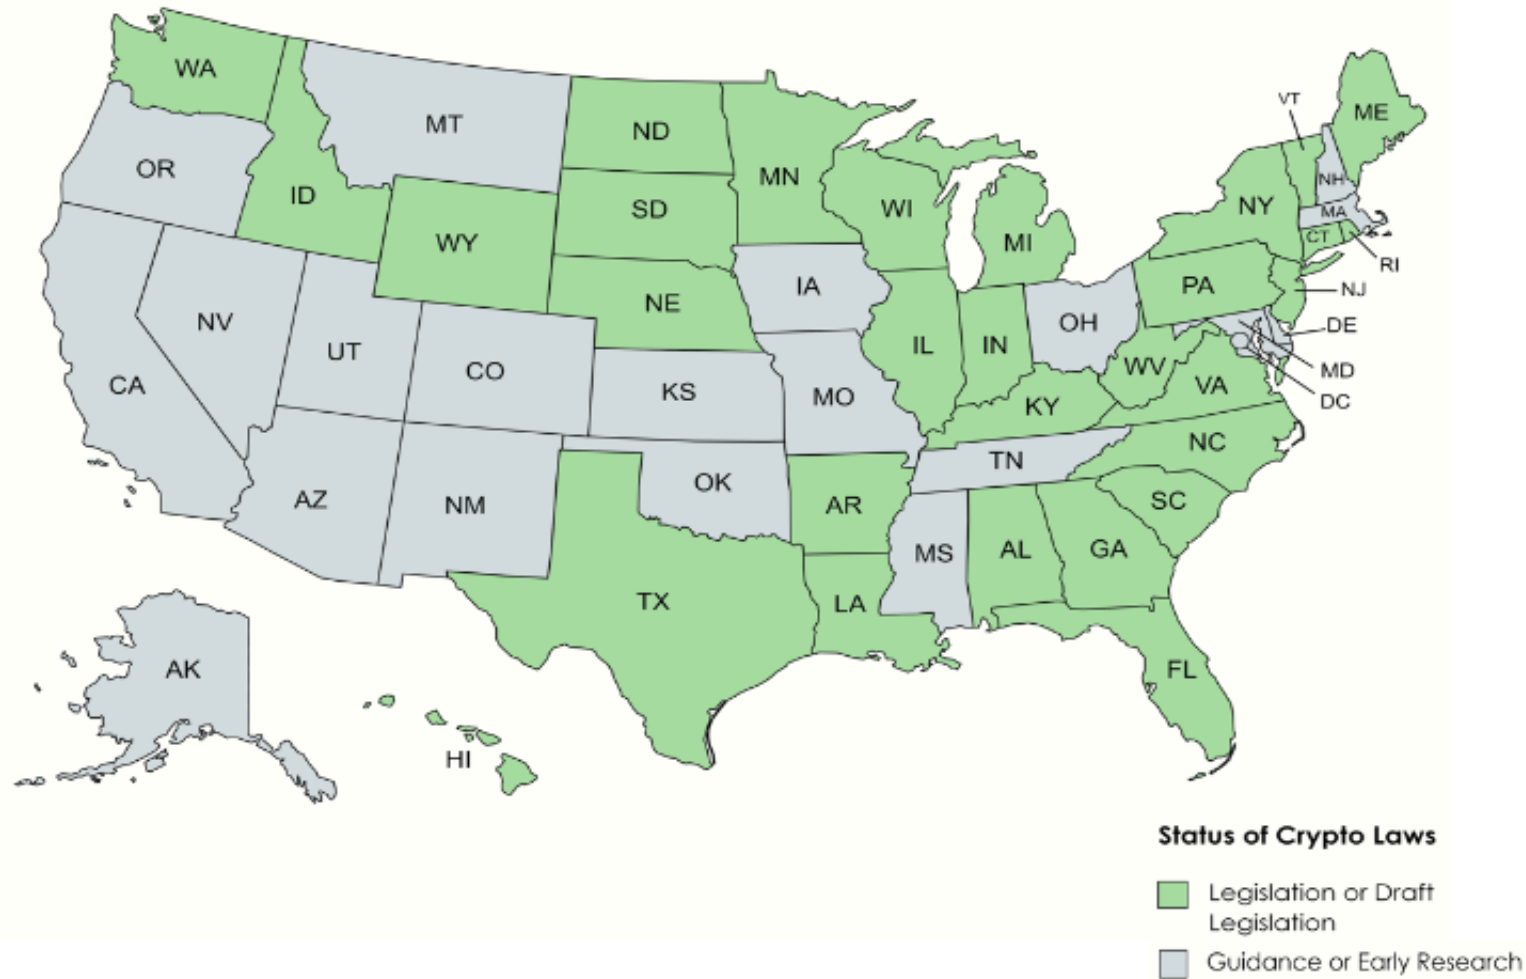 WA
MT
ND
MN
VT
ME
OR
ID
SD
WI
MI
NY
NH
MA
CT
RI
WY
IA
NE
PA
NJ
NV
UT
CO
IL
IN
OH
DE
MD
DC
CA
KS
MO
WV
VA
KY
AZ
NM
OK
AR
TN
NC
SC
MS
AL
GA
TX
LA
FL
AK
HI
Status of Crypto Laws
Legislation or Draft
Legislation
Guidance or Early Research